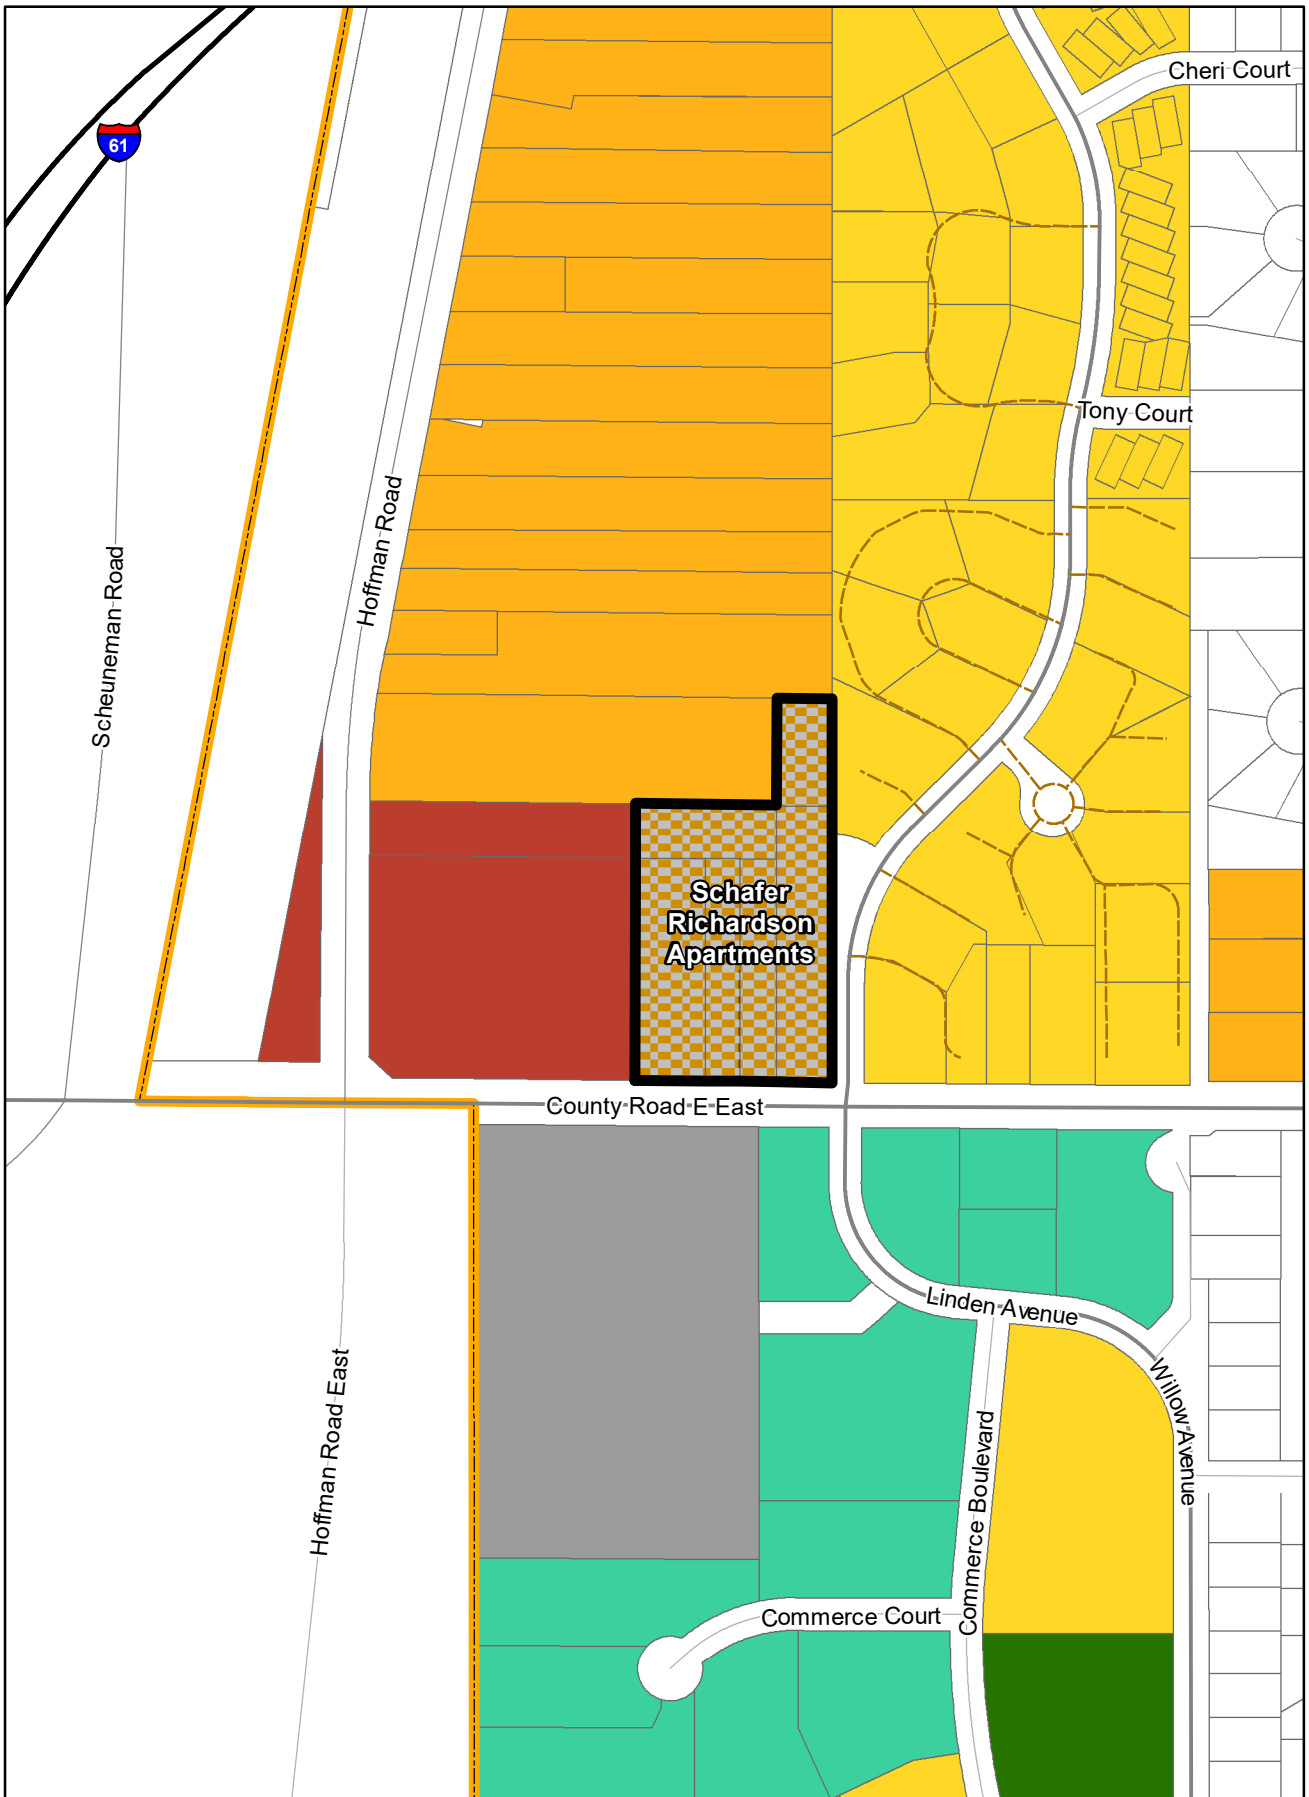 Cheri Court
61
Tony Court
Hoffman Road
Scheuneman Road
Schafer
Richardson
Apartments
County Road E East
Linden Avenue
Willow Avenue
Hoffman Road East
Commerce Boulevard
Commerce Court